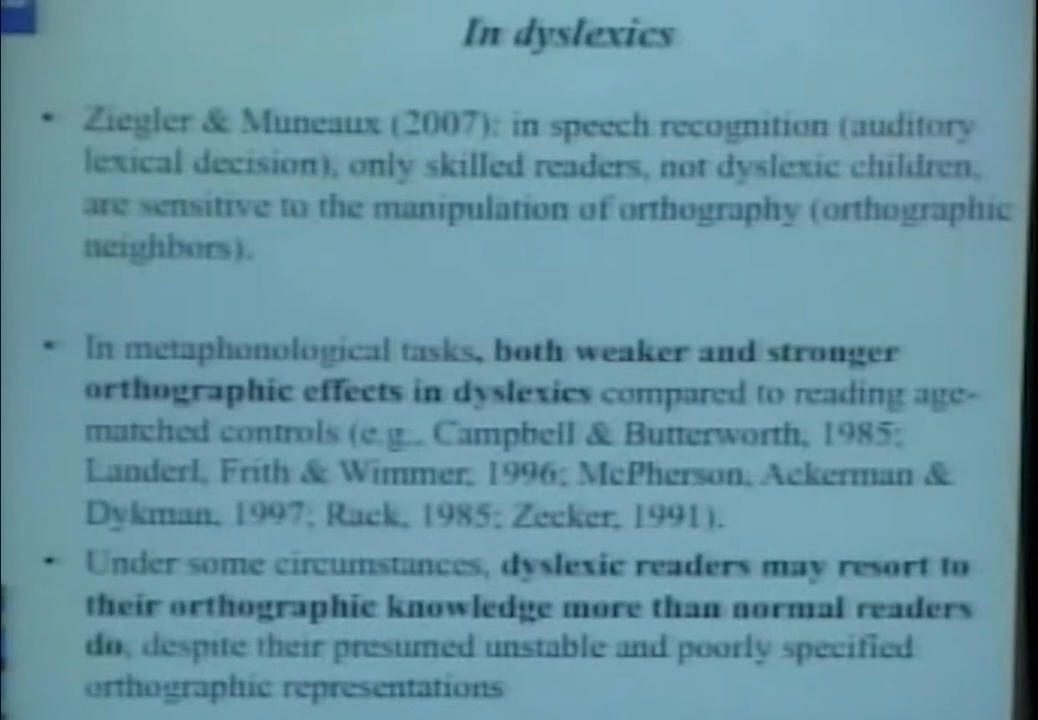 In dyslexics
• Ziegler & Muneaux (2007): in speech recognition (auditory
lexical decision), only skilled readers, not dyslexic children,
are sensitive to the manipulation of orthography (orthographic
neighbors).
• In metaphonological tasks, both weaker and stronger
orthographic effects in dyslexics compared to reading age-
matched controls (e.g., Campbell & Butterworth, 1985;
Landerl, Frith & Wimmer, 1996; McPherson, Ackerman &
Dykman, 1997; Rack, 1985; Zecker, 1991).
• Under some circumstances, dyslexic readers may resort to
their orthographic knowledge more than normal readers
do, despite their presumed unstable and poorly specified
orthographic representations